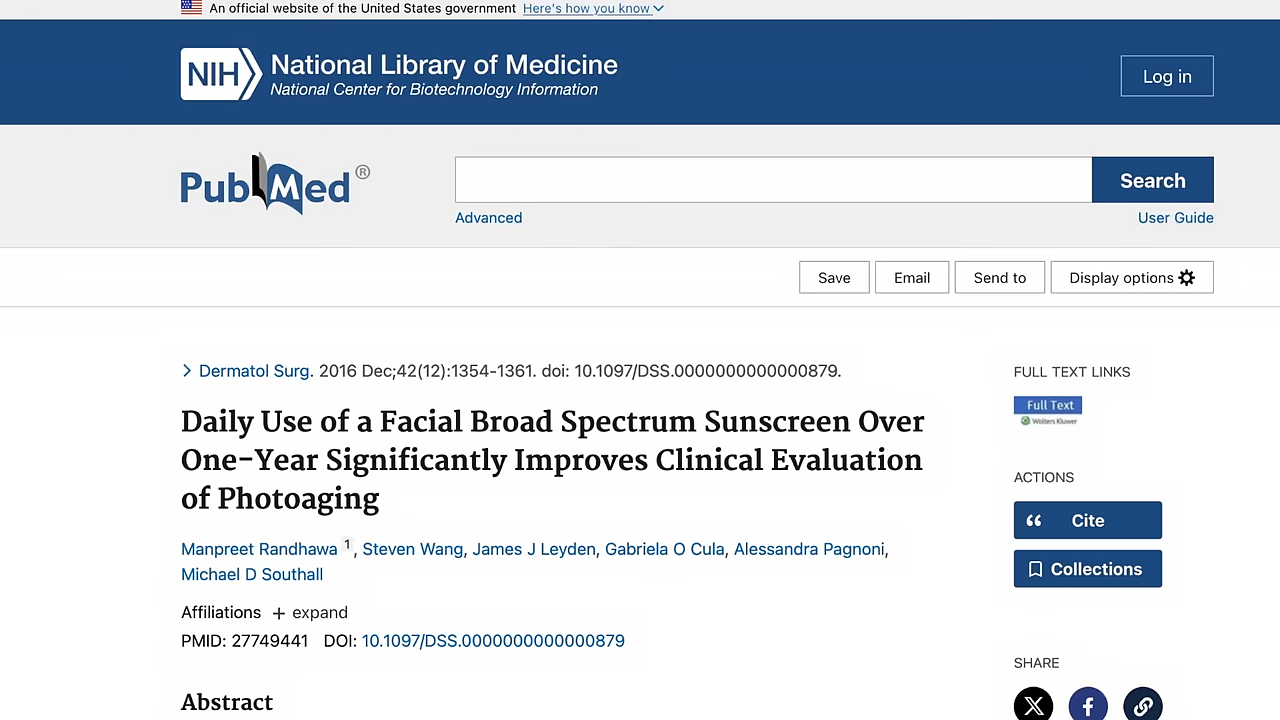 An official website of the United States government Here's how you know
NIH National Library of Medicine
National Center for Biotechnology Information
Log in
PubMed ®
Search
Advanced
User Guide
Save
Email
Send to
Display options
Dermatol Surg. 2016 Dec;42(12):1354-1361. doi: 10.1097/DSS.0000000000000879.
Daily Use of a Facial Broad Spectrum Sunscreen Over
One-Year Significantly Improves Clinical Evaluation
of Photoaging
Manpreet Randhawa 1, Steven Wang, James J Leyden, Gabriela O Cula, Alessandra Pagnoni,
Michael D Southall
Affiliations + expand
PMID: 27749441 DOI: 10.1097/DSS.0000000000000879
Abstract
FULL TEXT LINKS
Full Text
Wolters Kluwer
ACTIONS
Cite
Collections
SHARE